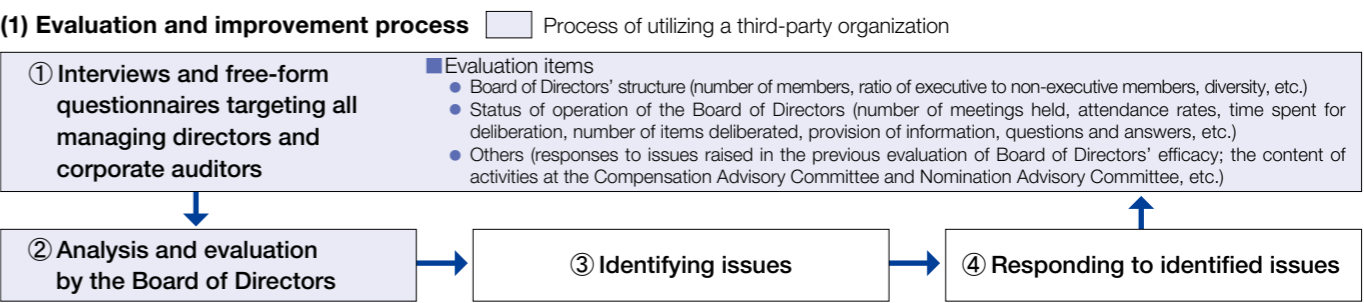 (1) Evaluation and improvement process
Process of utilizing a third-party organization
① Interviews and free-form
questionnaires targeting all
managing directors and
corporate auditors
■Evaluation items
● Board of Directors’ structure (number of members, ratio of executive to non-executive members, diversity, etc.)
● Status of operation of the Board of Directors (number of meetings held, attendance rates, time spent for
deliberation, number of items deliberated, provision of information, questions and answers, etc.)
● Others (responses to issues raised in the previous evaluation of Board of Directors’ efficacy; the content of
activities at the Compensation Advisory Committee and Nomination Advisory Committee, etc.)
② Analysis and evaluation
by the Board of Directors
③ Identifying issues
④ Responding to identified issues